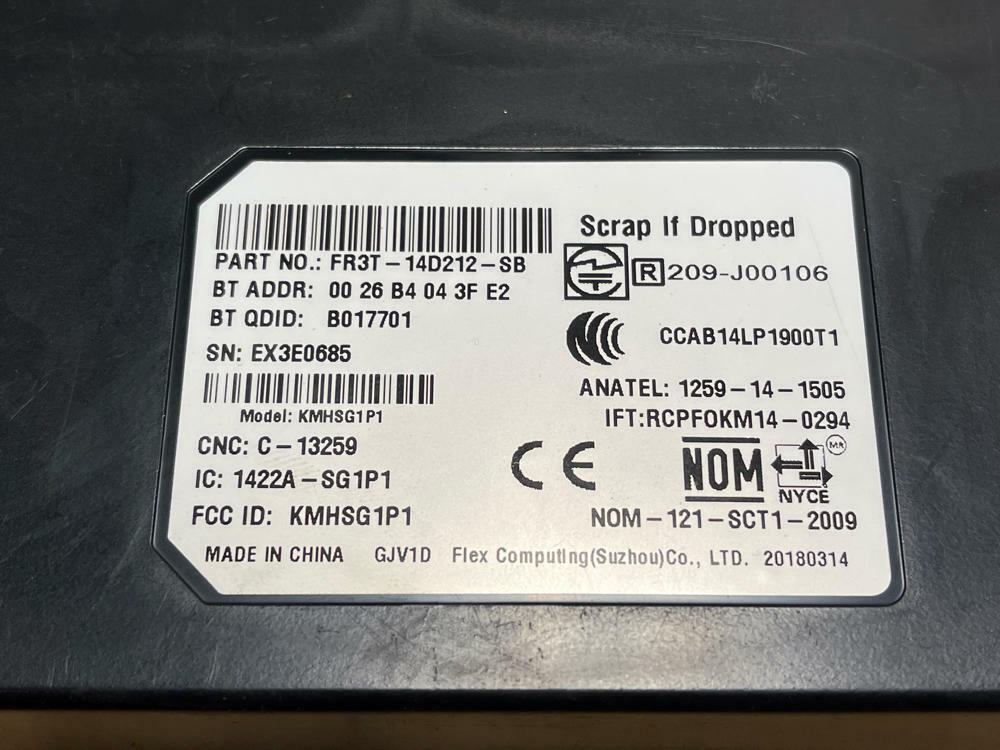 Scrap If Dropped
PART NO.: FR3T-14D212-SB
R 209-J00106
BT ADDR: 00 26 B4 04 3F E2
BT QDID: B017701
CCAB14LP1900T1
SN: EX3E0685
ANATEL: 1259-14-1505
Model: KMHSG1P1
IFT:RCPFOKM14-0294
CNC: C-13259
CE
NOM
M.R
NYCE
IC: 1422A-SG1P1
FCC ID: KMHSG1P1
NOM-121-SCT1-2009
MADE IN CHINA GJV1D Flex Computing(Suzhou)Co., LTD. 20180314